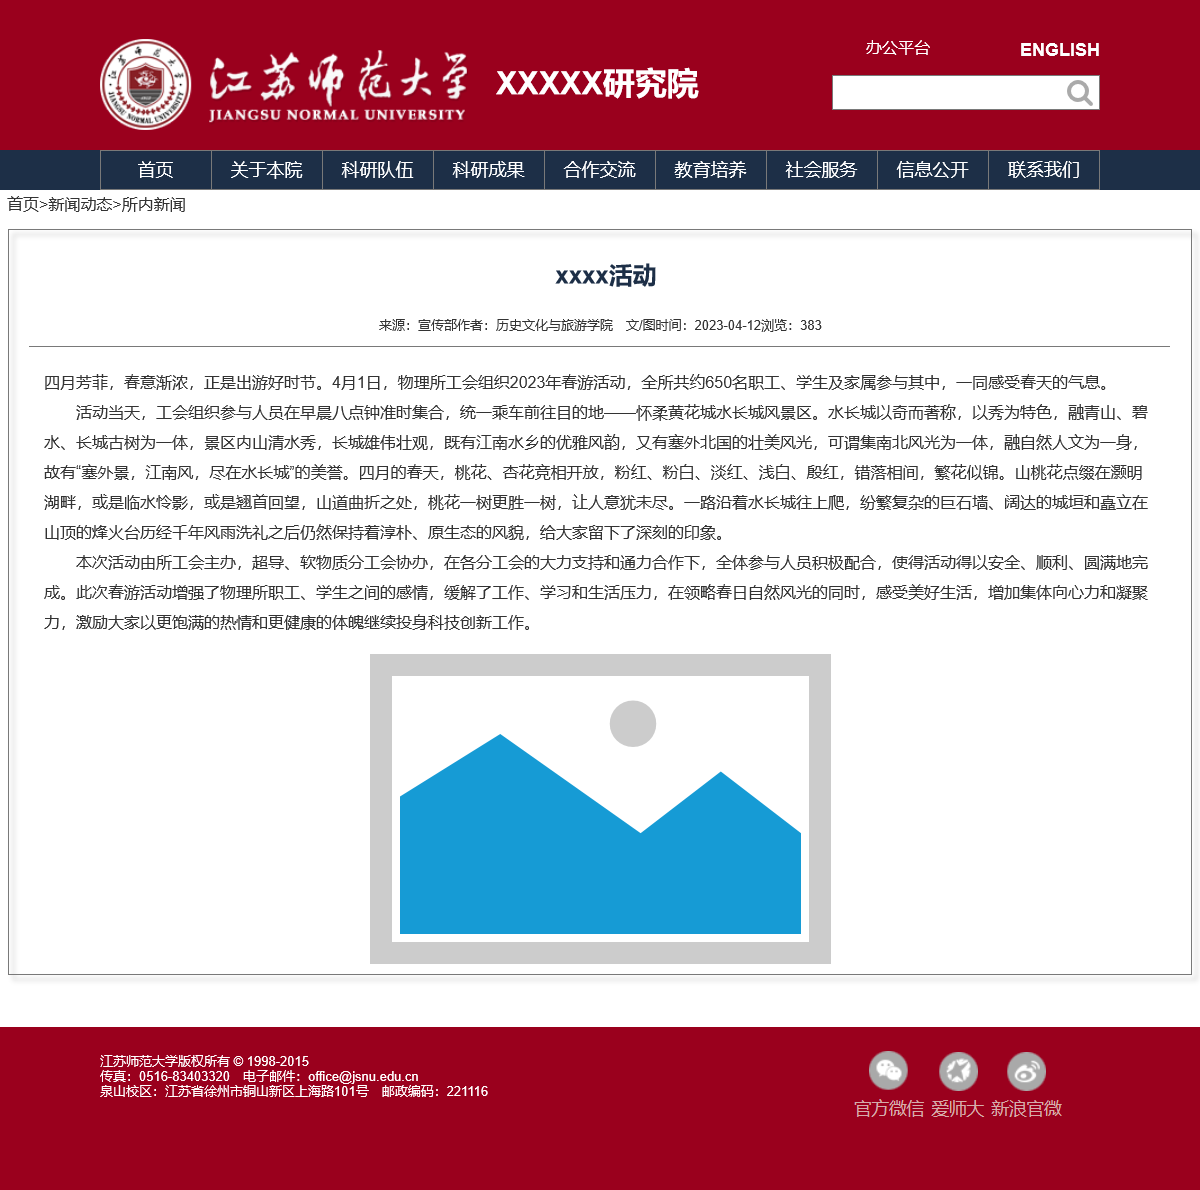 江苏师范大学
JIANGSU NORMAL UNIVERSITY
XXXXX研究院
办公平台
ENGLISH
首页
关于本院
科研队伍
科研成果
合作交流
教育培养
社会服务
信息公开
联系我们
首页>新闻动态>所内新闻
xxxx活动
来源：宣传部作者：历史文化与旅游学院 文/图时间：2023-04-12浏览：383
四月芳菲，春意渐浓，正是出游好时节。4月1日，物理所工会组织2023年春游活动，全所共约650名职工、学生及家属参与其中，一同感受春天的气息。
活动当天，工会组织参与人员在早晨八点钟准时集合，统一乘车前往目的地——怀柔黄花城水长城风景区。水长城以奇而著称，以秀为特色，融青山、碧
水、长城古树为一体，景区内山清水秀，长城雄伟壮观，既有江南水乡的优雅风韵，又有塞外北国的壮美风光，可谓集南北风光为一体，融自然人文为一身，
故有“塞外景，江南风，尽在水长城”的美誉。四月的春天，桃花、杏花竞相开放，粉红、粉白、淡红、浅白、殷红，错落相间，繁花似锦。山桃花点缀在灏明
湖畔，或是临水怜影，或是翘首回望，山道曲折之处，桃花一树更胜一树，让人意犹未尽。一路沿着水长城往上爬，纷繁复杂的巨石墙、阔达的城垣和矗立在
山顶的烽火台历经千年风雨洗礼之后仍然保持着淳朴、原生态的风貌，给大家留下了深刻的印象。
本次活动由所工会主办，超导、软物质分工会协办，在各分工会的大力支持和通力合作下，全体参与人员积极配合，使得活动得以安全、顺利、圆满地完
成。此次春游活动增强了物理所职工、学生之间的感情，缓解了工作、学习和生活压力，在领略春日自然风光的同时，感受美好生活，增加集体向心力和凝聚
力，激励大家以更饱满的热情和更健康的体魄继续投身科技创新工作。
江苏师范大学版权所有 © 1998-2015
传真：0516-83403320 电子邮件：office@jsnu.edu.cn
泉山校区：江苏省徐州市铜山新区上海路101号 邮政编码：221116
官方微信 爱师大 新浪官微